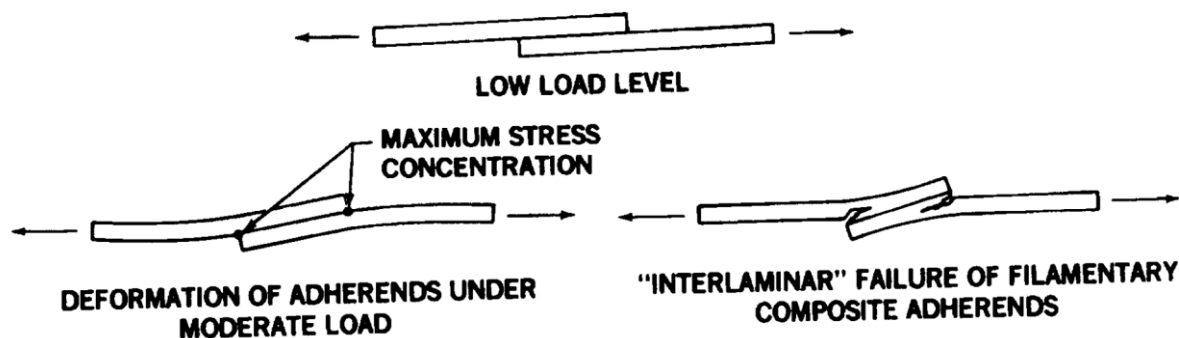 LOW LOAD LEVEL
MAXIMUM STRESS
CONCENTRATION
DEFORMATION OF ADHERENDS UNDER
MODERATE LOAD
"INTERLAMINAR" FAILURE OF FILAMENTARY
COMPOSITE ADHERENDS